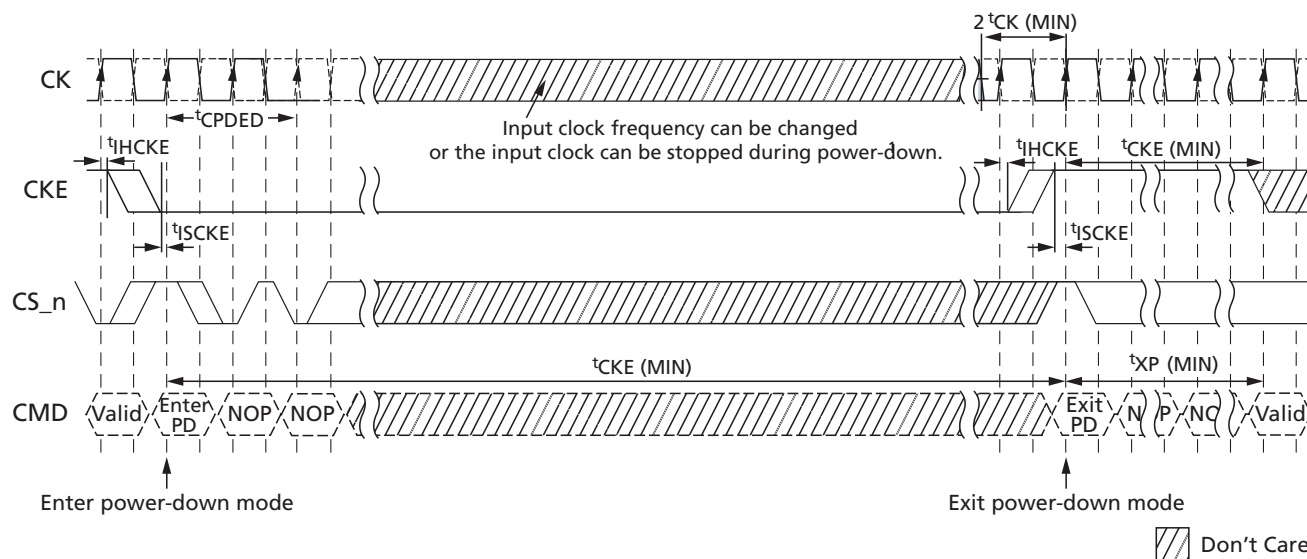 2 tCK (MIN)
CK
tCPDED
Input clock frequency can be changed
or the input clock can be stopped during power-down.1
tIHCKE
tIHCKE
tCKE (MIN)
CKE
tISCKE
tISCKE
CS_n
tCKE (MIN)
tXP (MIN)
CMD
Valid
Enter PD
NOP
NOP
Exit PD
N P
NO
Valid
Enter power-down mode
Exit power-down mode
Don't Care